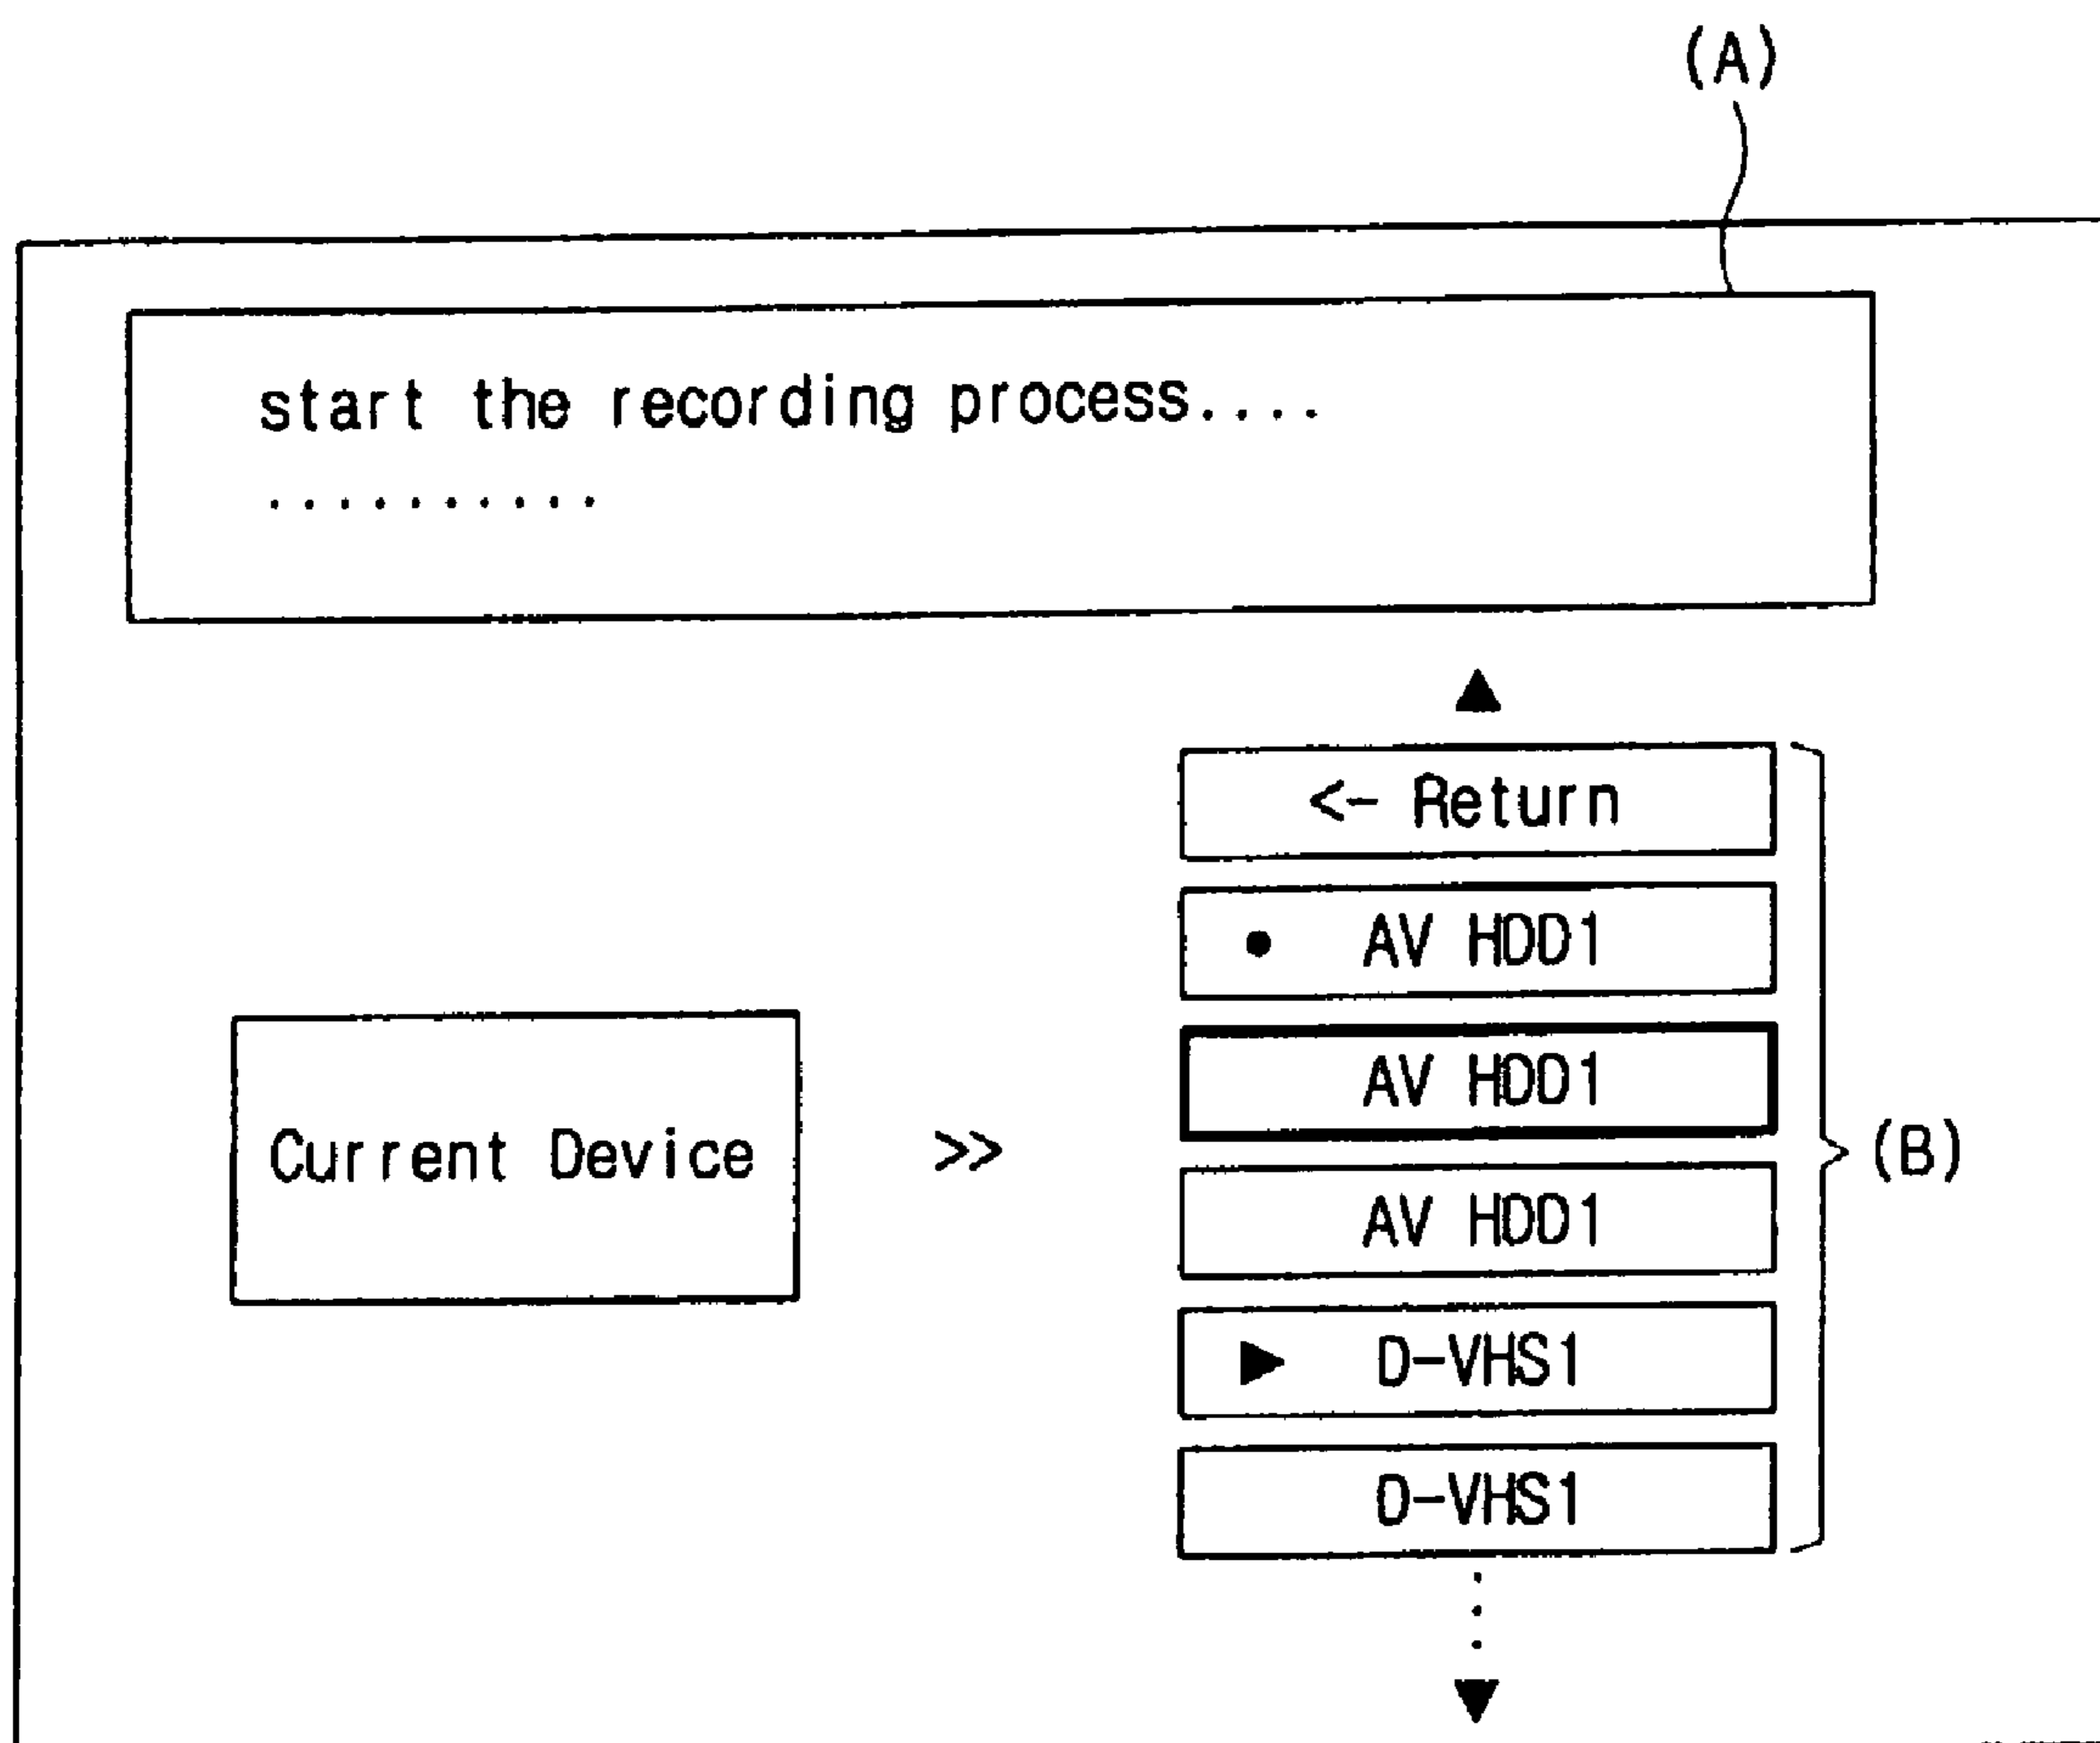 (A)
start the recording process....
..........
<- Return
● AV HDD1
AV HDD1
Current Device >> (B)
AV HDD1
▶ D-VHS1
D-VHS1